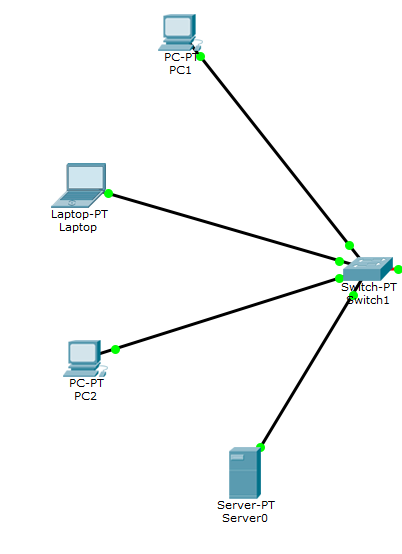 PC-PT
PC1
Laptop-PT
Laptop
Switch-PT
Switch1
PC-PT
PC2
Server-PT
Server0